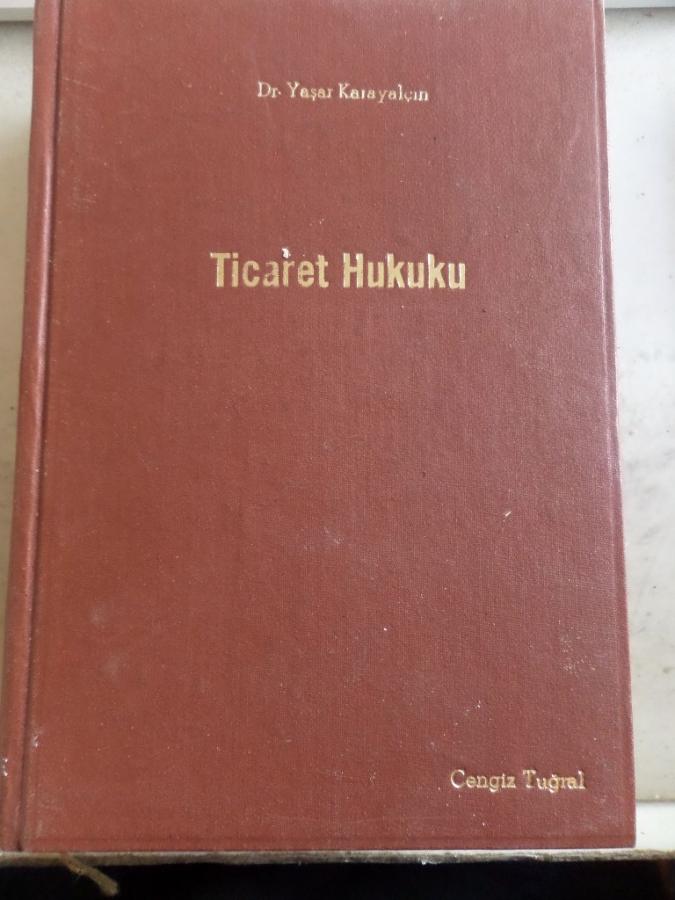 Dr. Yaşar Karayalçın
Ticaret Hukuku
Cengiz Tuğral